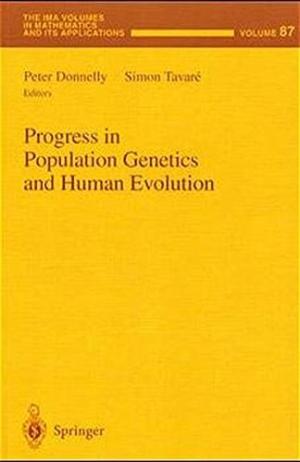 THE IMA VOLUMES
IN MATHEMATICS
AND ITS APPLICATIONS
VOLUME 87
Peter Donnelly Simon Tavaré
Editors
Progress in
Population Genetics
and Human Evolution
Springer